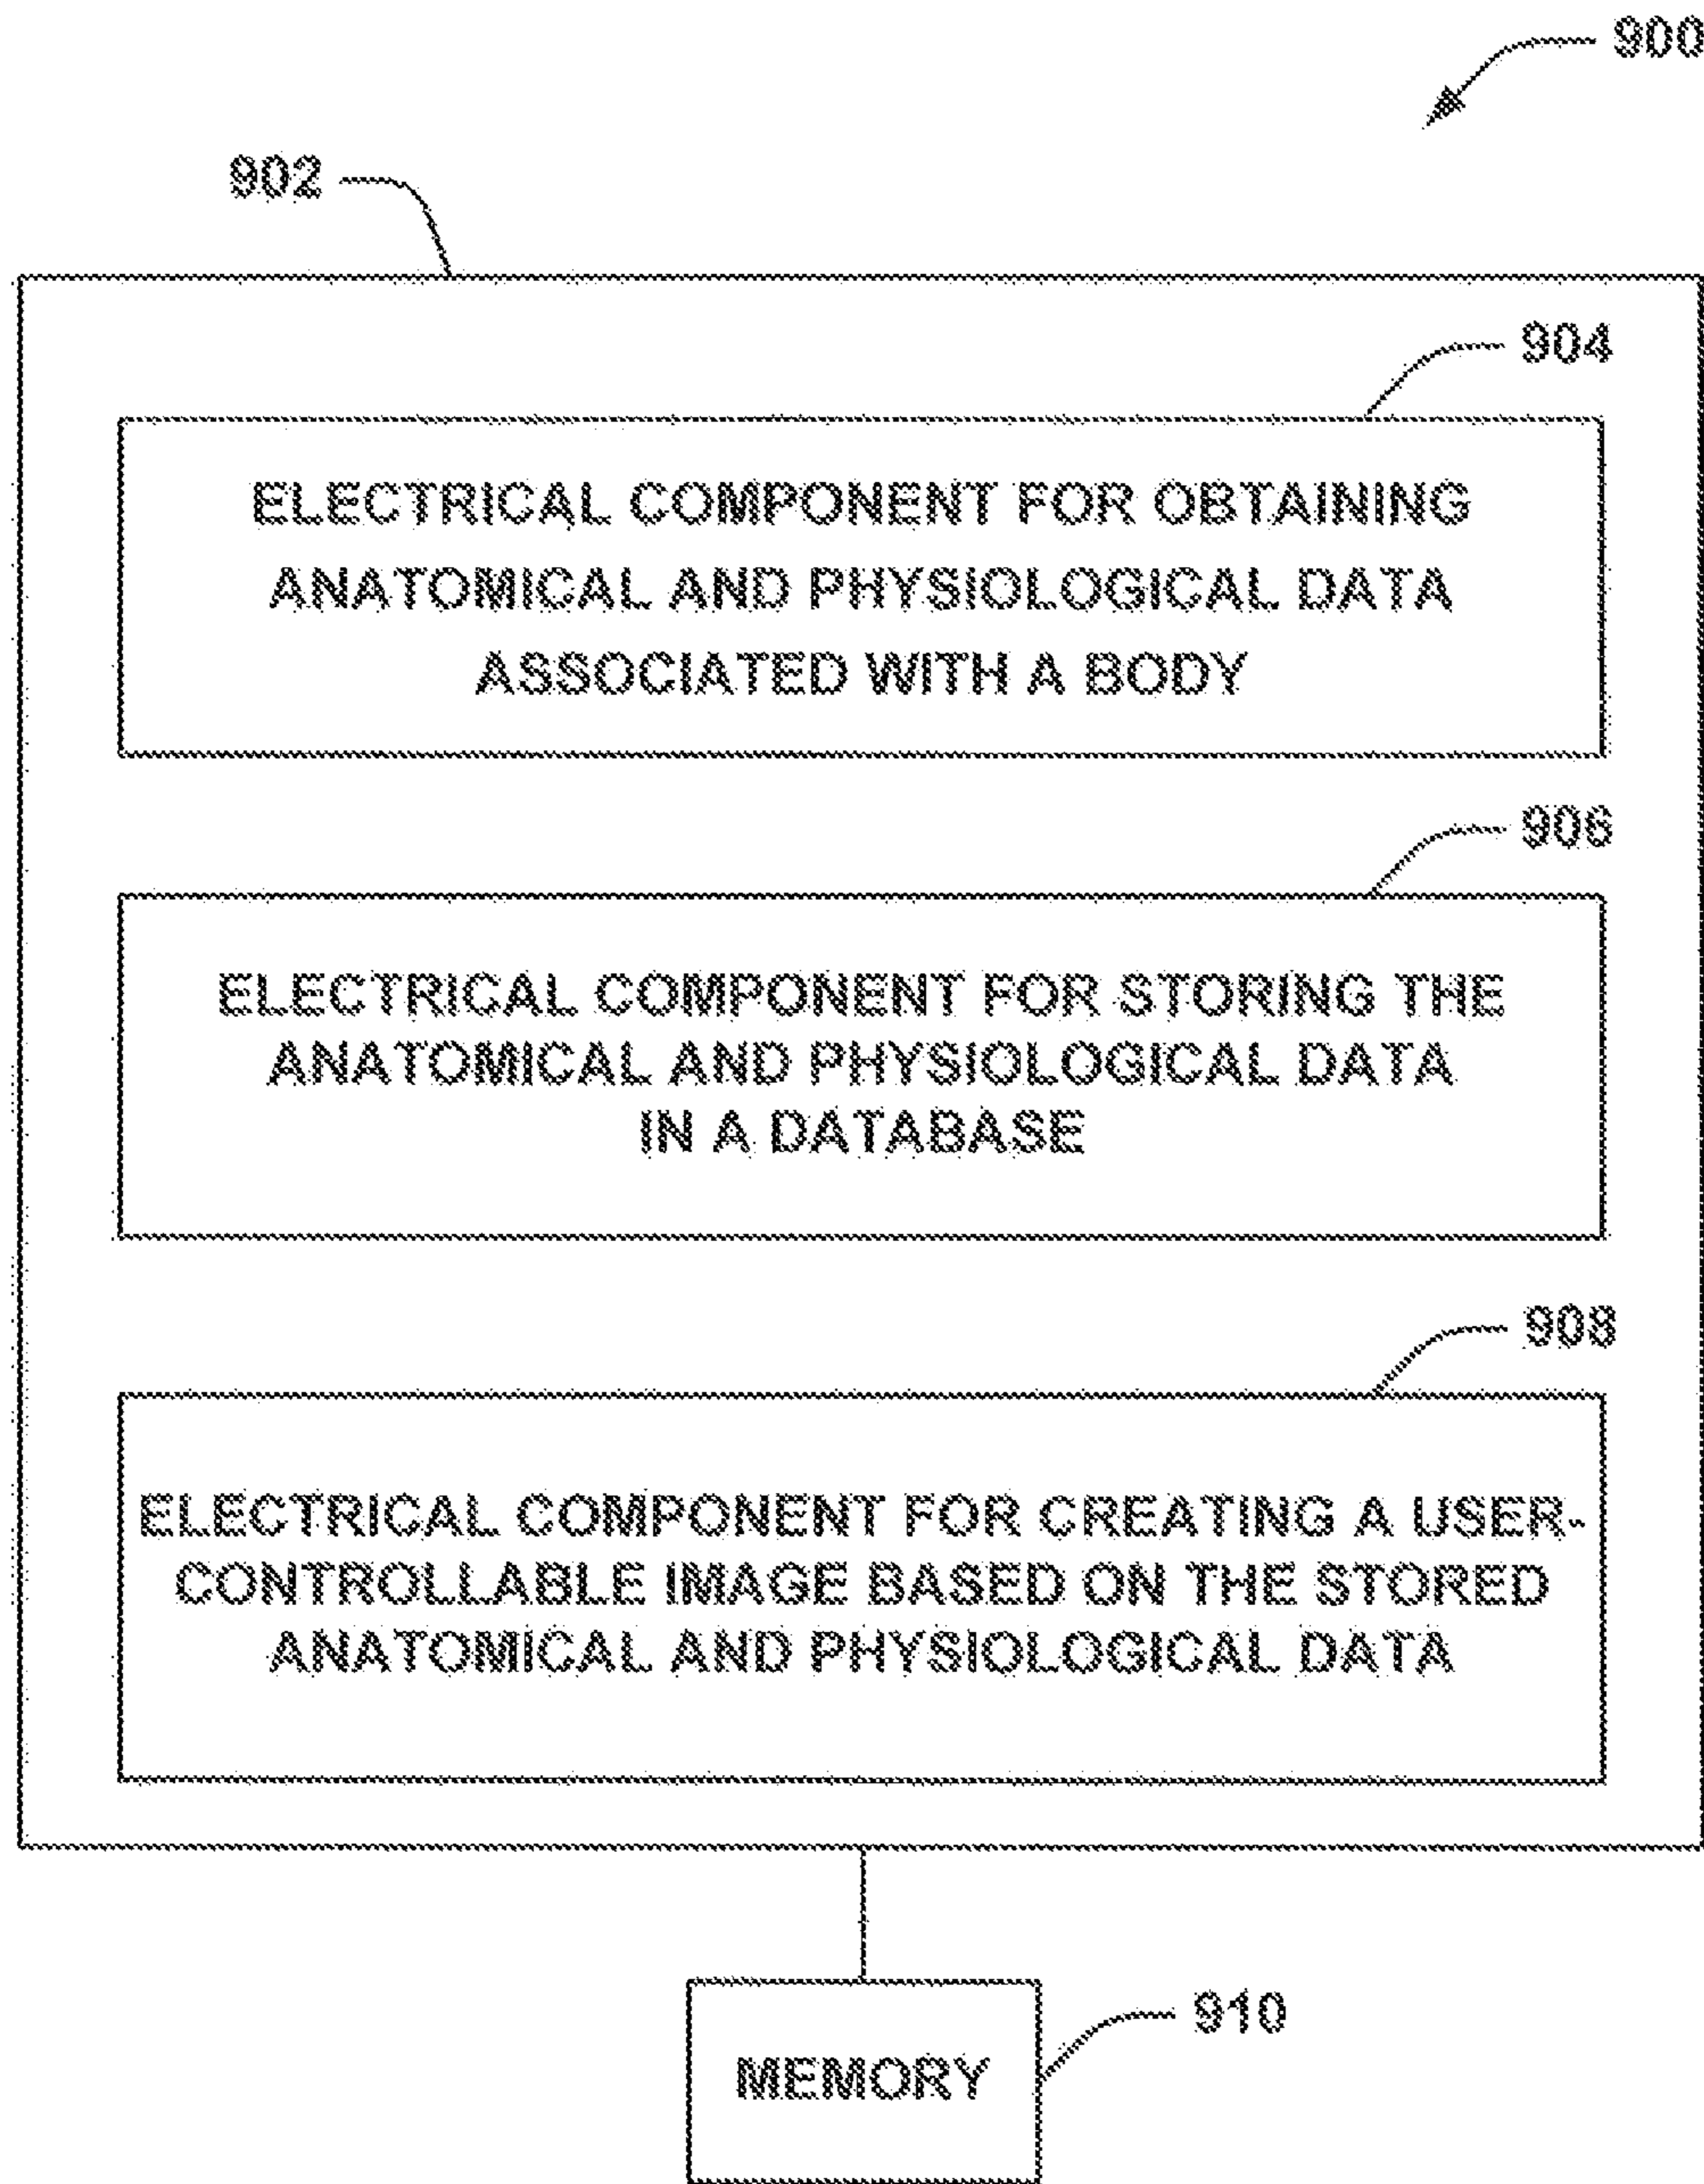 900
902
904
ELECTRICAL COMPONENT FOR OBTAINING
ANATOMICAL AND PHYSIOLOGICAL DATA
ASSOCIATED WITH A BODY
906
ELECTRICAL COMPONENT FOR STORING THE
ANATOMICAL AND PHYSIOLOGICAL DATA
IN A DATABASE
908
ELECTRICAL COMPONENT FOR CREATING A USER-
CONTROLLABLE IMAGE BASED ON THE STORED
ANATOMICAL AND PHYSIOLOGICAL DATA
910
MEMORY